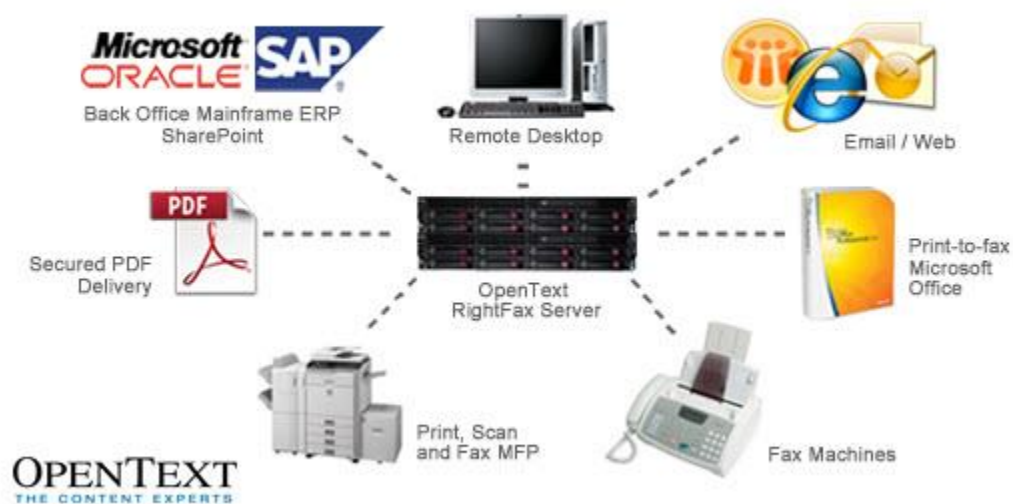 Microsoft
ORACLE
SAP
Back Office Mainframe ERP
SharePoint
Remote Desktop
Email / Web
PDF
Secured PDF
Delivery
OpenText
RightFax Server
Print-to-fax
Microsoft
Office
Print, Scan
and Fax MFP
Fax Machines
OPENTEXT
THE CONTENT EXPERTS